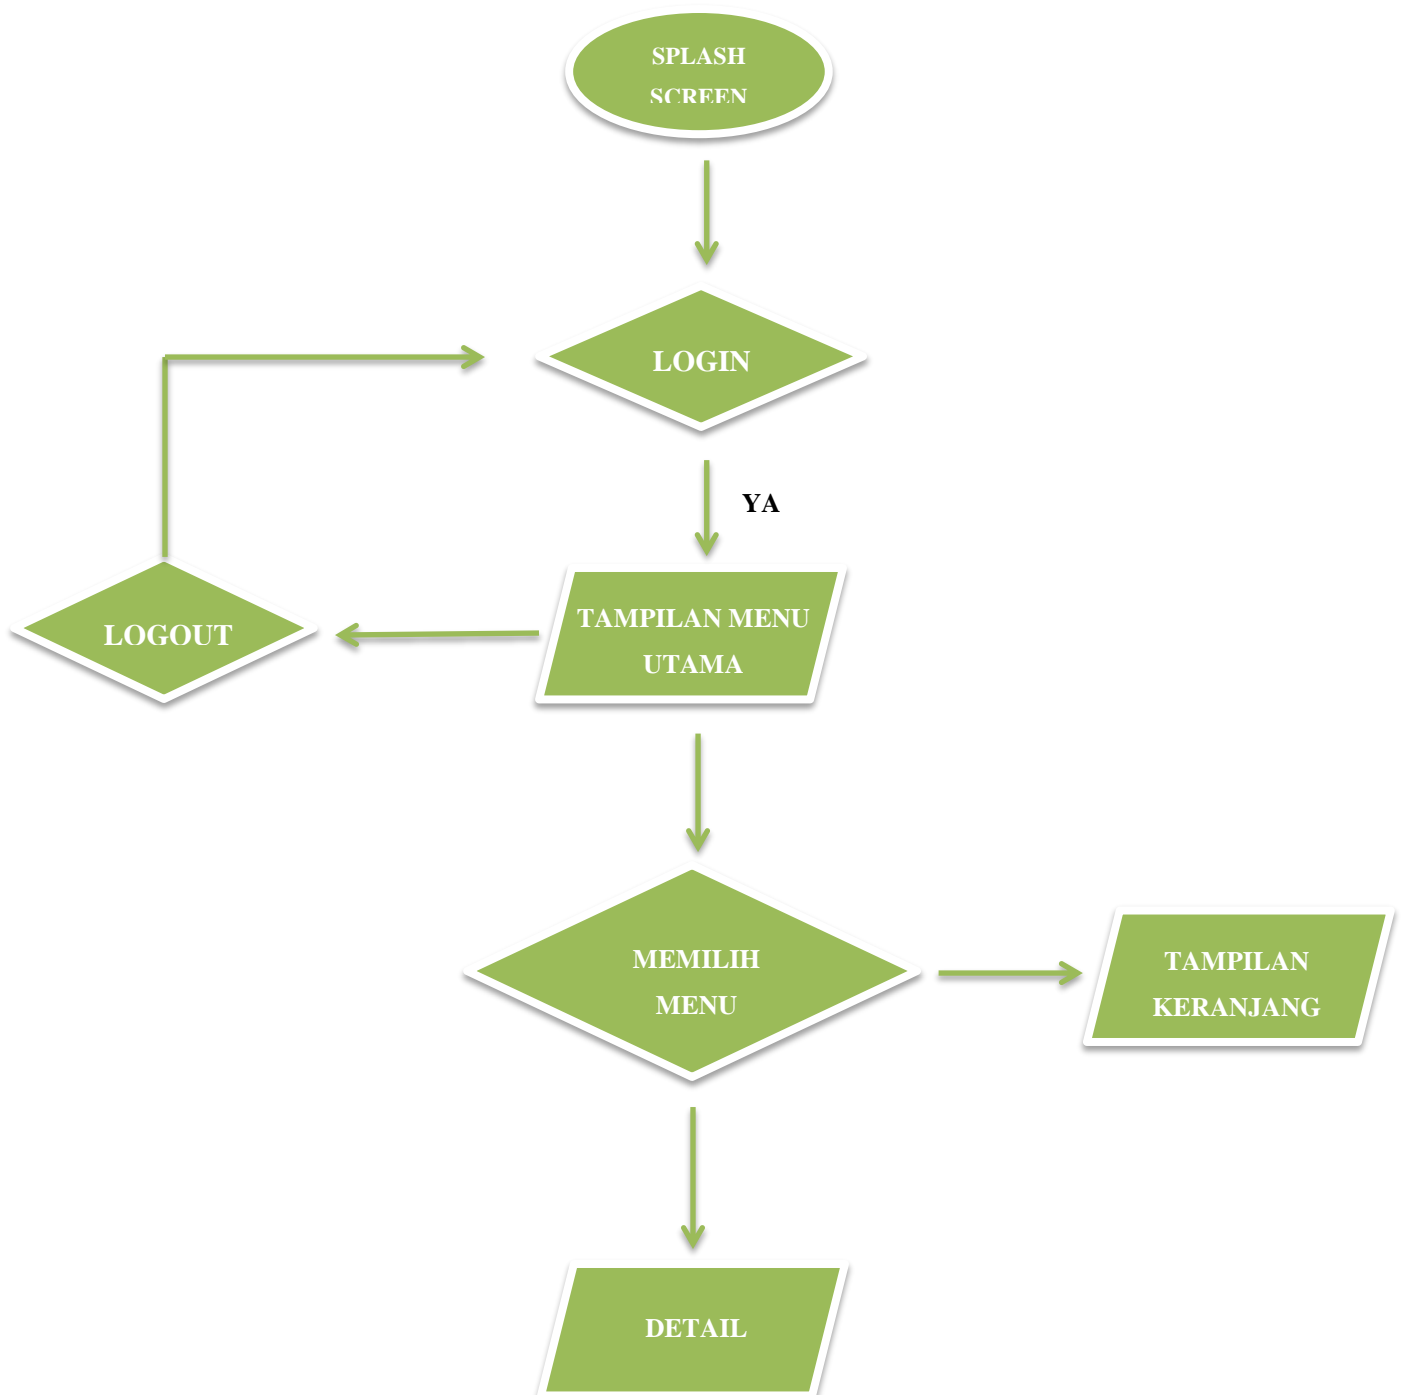 SPLASH
SCREEN
LOGIN
YA
LOGOUT
TAMPILAN MENU
UTAMA
MEMILIH
MENU
TAMPILAN
KERANJANG
DETAIL